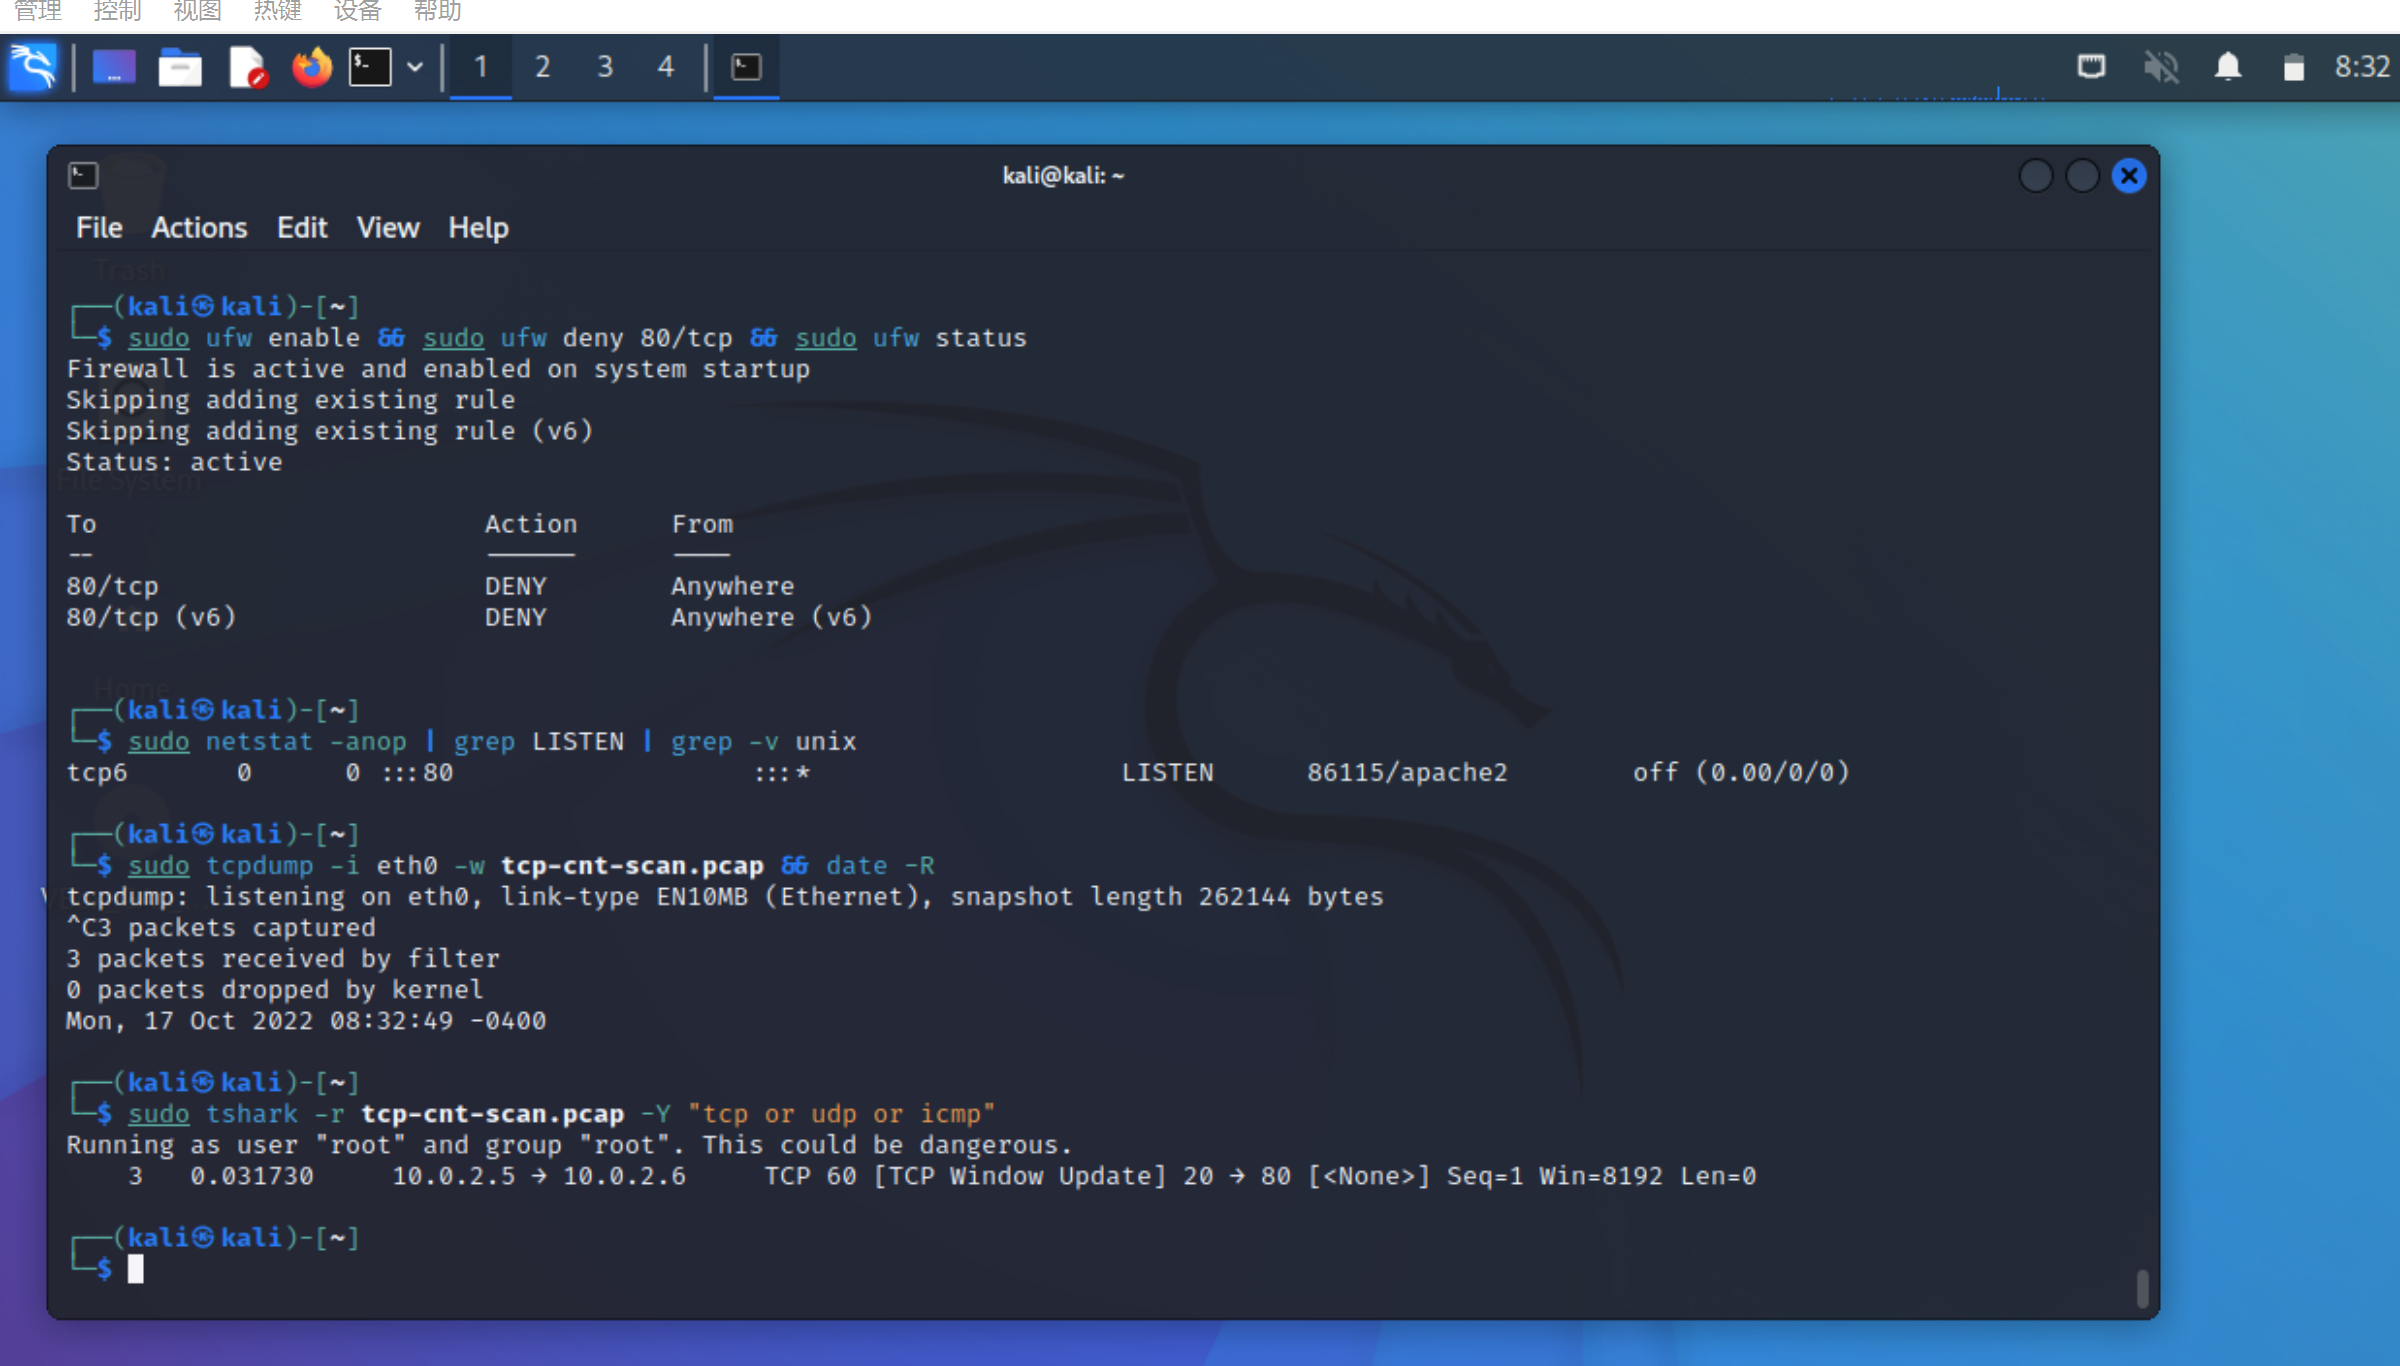 管理 控制 视图 热键 设备 帮助
1 2 3 4 8:32
kali@kali: ~
File Actions Edit View Help
Trash
┌──(kali㉿kali)-[~]
└─$ sudo ufw enable && sudo ufw deny 80/tcp && sudo ufw status
Firewall is active and enabled on system startup
Skipping adding existing rule
Skipping adding existing rule (v6)
Status: active
File System
To Action From
-- ------ ----
80/tcp DENY Anywhere
80/tcp (v6) DENY Anywhere (v6)
Home
┌──(kali㉿kali)-[~]
└─$ sudo netstat -anop | grep LISTEN | grep -v unix
tcp6 0 0 :::80 :::* LISTEN 86115/apache2 off (0.00/0/0)
┌──(kali㉿kali)-[~]
└─$ sudo tcpdump -i eth0 -w tcp-cnt-scan.pcap && date -R
tcpdump: listening on eth0, link-type EN10MB (Ethernet), snapshot length 262144 bytes
^C3 packets captured
3 packets received by filter
0 packets dropped by kernel
Mon, 17 Oct 2022 08:32:49 -0400
┌──(kali㉿kali)-[~]
└─$ sudo tshark -r tcp-cnt-scan.pcap -Y "tcp or udp or icmp"
Running as user "root" and group "root". This could be dangerous.
3 0.031730 10.0.2.5 → 10.0.2.6 TCP 60 [TCP Window Update] 20 → 80 [<None>] Seq=1 Win=8192 Len=0
┌──(kali㉿kali)-[~]
└─$